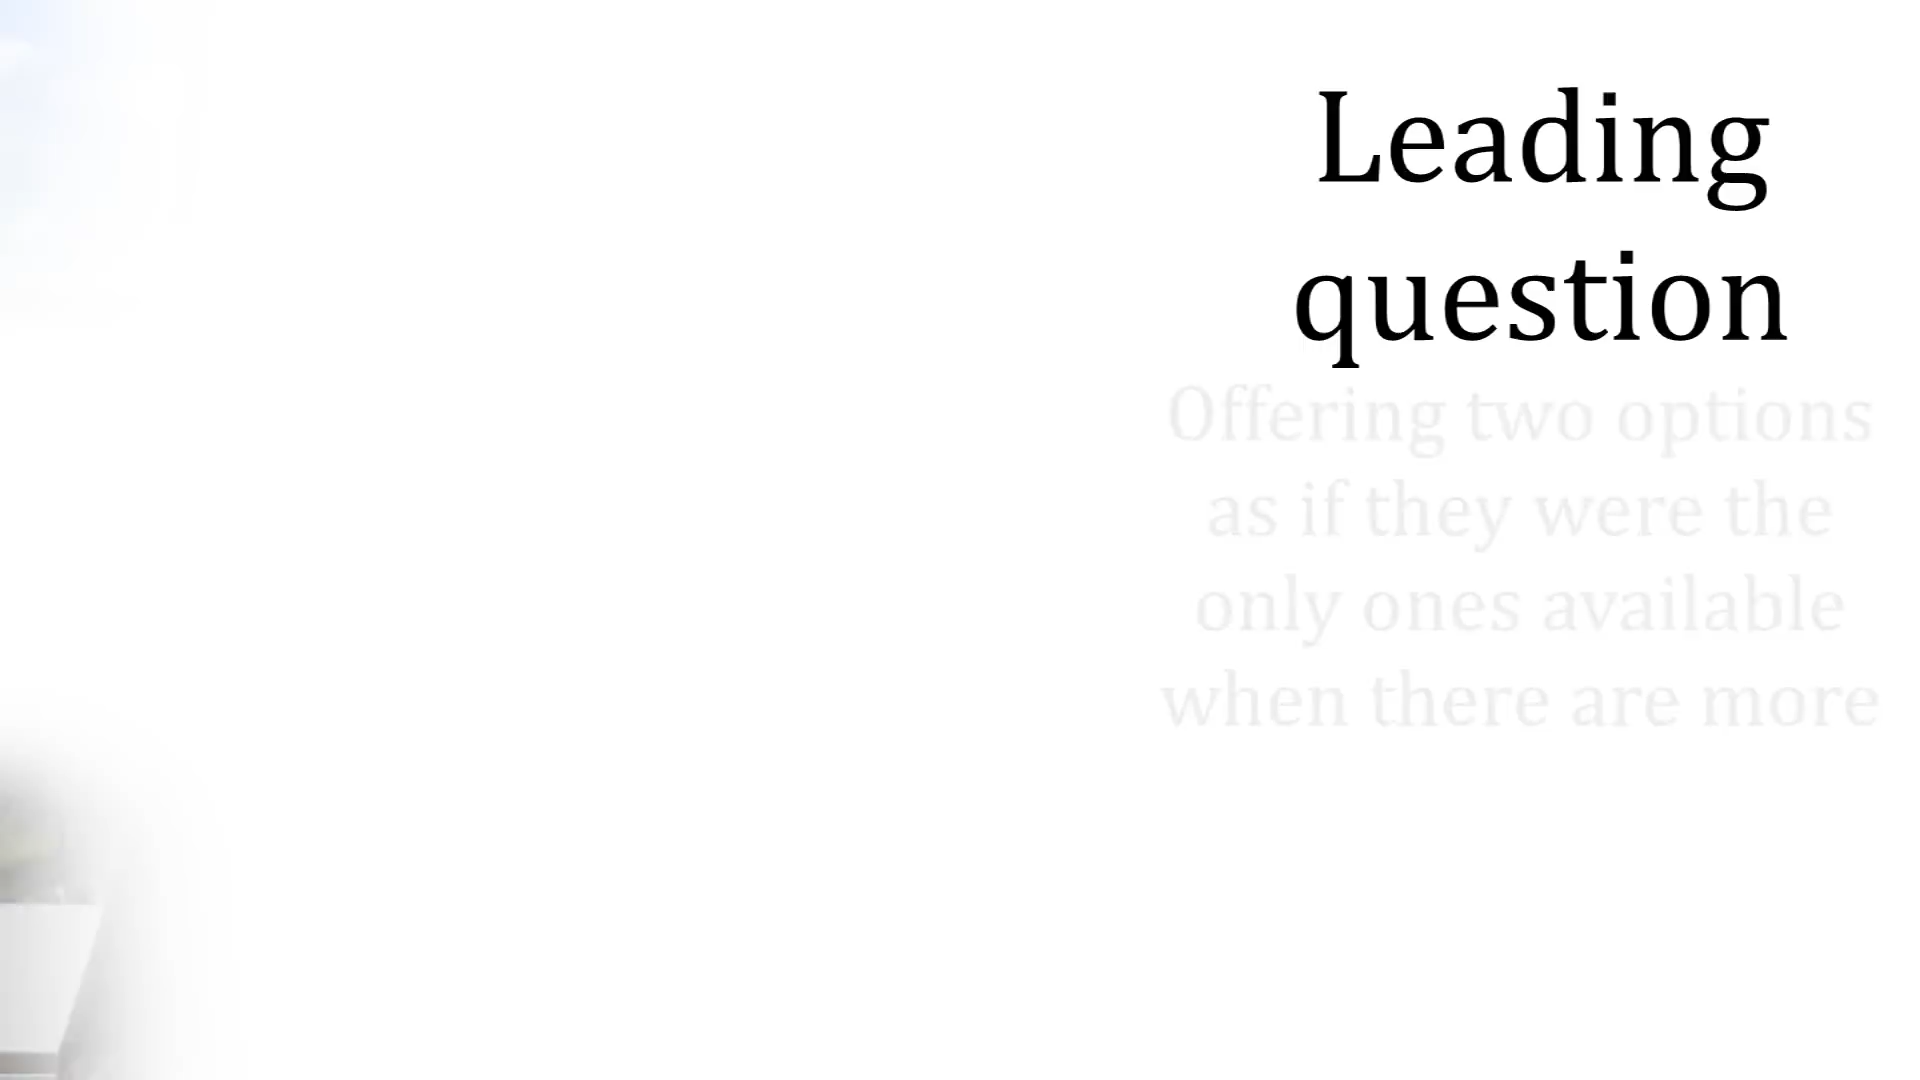 Leading
question
Offering two options
as if they were the
only ones available
when there are more